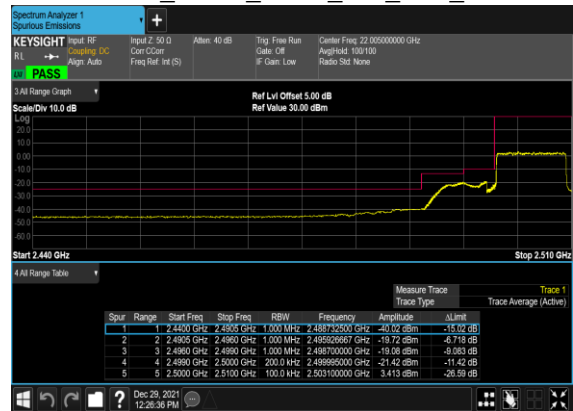 Spectrum Analyzer 1
Spurious Emissions
KEYSIGHT Input: RF Input Z: 50 Ω Atten: 40 dB Trig: Free Run Center Freq: 22.005000000 GHz
RL Coupling: DC Corr CCorr Gate: Off Avg|Hold: 100/100
Align: Auto Freq Ref: Int (S) IF Gain: Low Radio Std: None
LXI PASS
3 All Range Graph
Ref Lvl Offset 5.00 dB
Scale/Div 10.0 dB Ref Value 30.00 dBm
Log
20.0
10.0
0.00
-10.0
-20.0
-30.0
-40.0
-50.0
-60.0
Start 2.440 GHz Stop 2.510 GHz
4 All Range Table
Measure Trace Trace 1
Trace Type Trace Average (Active)
Spur Range Start Freq Stop Freq RBW Frequency Amplitude ΔLimit
1 1 2.4400 GHz 2.4905 GHz 1.000 MHz 2.488732500 GHz -40.02 dBm -15.02 dB
2 2 2.4905 GHz 2.4960 GHz 1.000 MHz 2.495926667 GHz -19.72 dBm -6.718 dB
3 3 2.4960 GHz 2.4990 GHz 1.000 MHz 2.498700000 GHz -19.08 dBm -9.083 dB
4 4 2.4990 GHz 2.5000 GHz 200.0 kHz 2.499995000 GHz -21.42 dBm -11.42 dB
5 5 2.5000 GHz 2.5100 GHz 100.0 kHz 2.503100000 GHz 3.413 dBm -26.59 dB
? Dec 29, 2021
12:26:36 PM